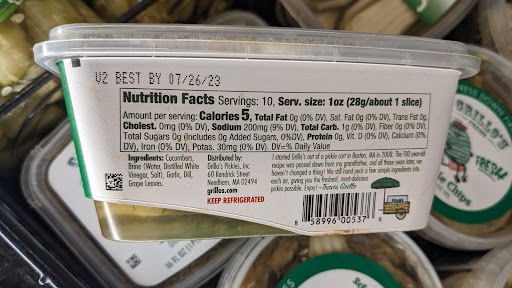 V2 BEST BY 07/26/23
Nutrition Facts Servings: 10, Serv. size: 1oz (28g/about 1 slice)
Amount per serving: Calories 5, Total Fat 0g (0% DV), Sat. Fat 0g (0% DV), Trans Fat 0g,
Cholest. 0mg (0% DV), Sodium 200mg (9% DV), Total Carb. 1g (0% DV), Fiber 0g (0% DV),
Total Sugars 0g (Includes 0g Added Sugars, 0%DV), Protein 0g, Vit. D (0% DV), Calcium (0%
DV), Iron (0% DV), Potas. 30mg (0% DV). DV=% Daily Value
Ingredients: Cucumbers,
Brine (Water, Distilled White
Vinegar, Salt), Garlic, Dill,
Grape Leaves.
Distributed by:
Grillo's Pickles, Inc.
60 Kendrick Street
Needham, MA 02494
grillos.com
KEEP REFRIGERATED
I started Grillo's out of a pickle cart in Boston, MA in 2008. The 100 year-old
recipe was passed down from my grandfather, and all these years later, we
haven't changed a thing! We still hand pack a few simple ingredients into
each jar, giving you the freshest, most delicious
pickle possible. Enjoy! - Travis Grillo
8 58996 00537 6
PRESS DOWN
GRILLO'S
FRESH
Chips